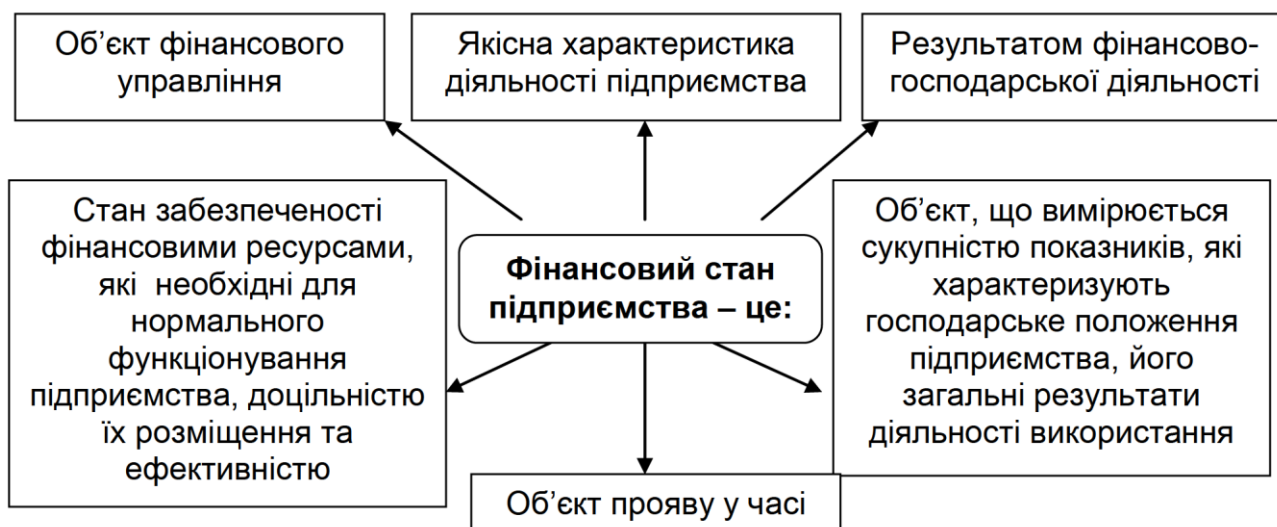 Об’єкт фінансового
управління
Якісна характеристика
діяльності підприємства
Результатом фінансово-
господарської діяльності
Стан забезпеченості
фінансовими ресурсами,
які необхідні для
нормального
функціонування
підприємства, доцільністю
їх розміщення та
ефективністю
Фінансовий стан
підприємства – це:
Об’єкт, що вимірюється
сукупністю показників, які
характеризують
господарське положення
підприємства, його
загальні результати
діяльності використання
Об’єкт прояву у часі